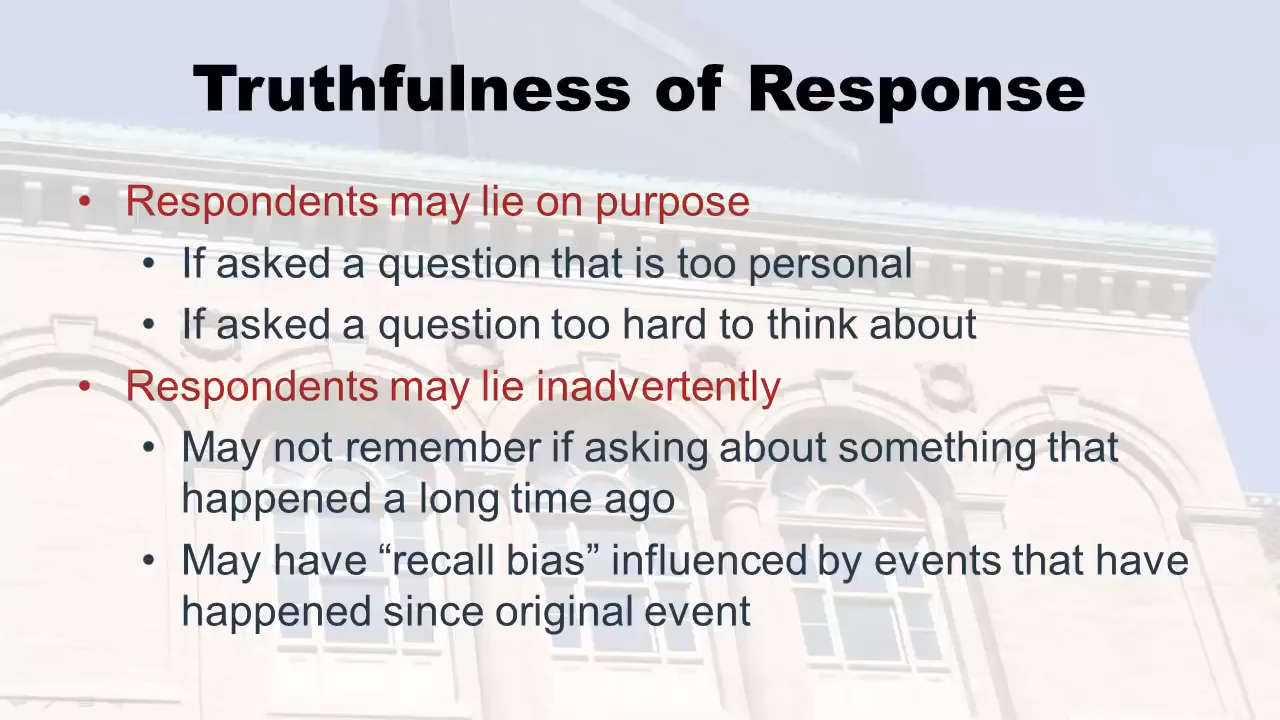 Truthfulness of Response
• Respondents may lie on purpose
• If asked a question that is too personal
• If asked a question too hard to think about
• Respondents may lie inadvertently
• May not remember if asking about something that
happened a long time ago
• May have “recall bias” influenced by events that have
happened since original event